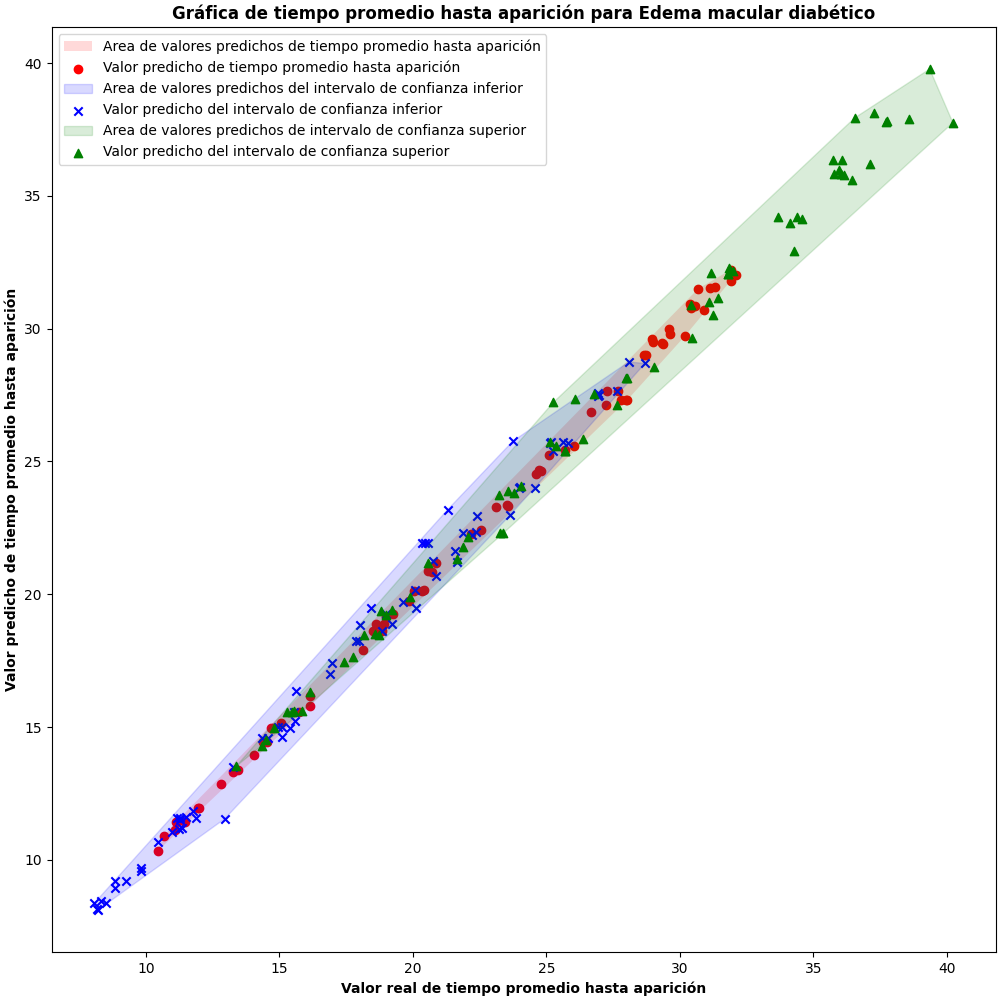 Gráfica de tiempo promedio hasta aparición para Edema macular diabético
Area de valores predichos de tiempo promedio hasta aparición
Valor predicho de tiempo promedio hasta aparición
Area de valores predichos del intervalo de confianza inferior
Valor predicho del intervalo de confianza inferior
Area de valores predichos de intervalo de confianza superior
Valor predicho del intervalo de confianza superior
Valor predicho de tiempo promedio hasta aparición
40
35
30
25
20
15
10
10 15 20 25 30 35 40
Valor real de tiempo promedio hasta aparición